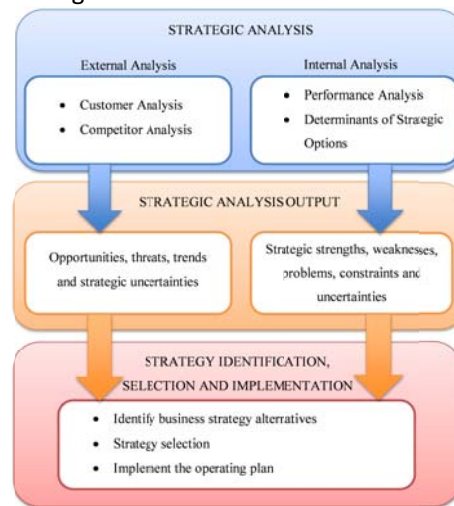 STRATEGIC ANALYSIS
External Analysis
• Customer Analysis
• Competitor Analysis
Internal Analysis
• Performance Analysis
• Determinants of Strategic
Options
STRATEGIC ANALYSIS OUTPUT
Opportunities, threats, trends
and strategic uncertainties
Strategic strengths, weaknesses,
problems, constraints and
uncertainties
STRATEGY IDENTIFICATION,
SELECTION AND IMPLEMENTATION
• Identify business strategy alterratives
• Strategy selection
• Implement the operating plan